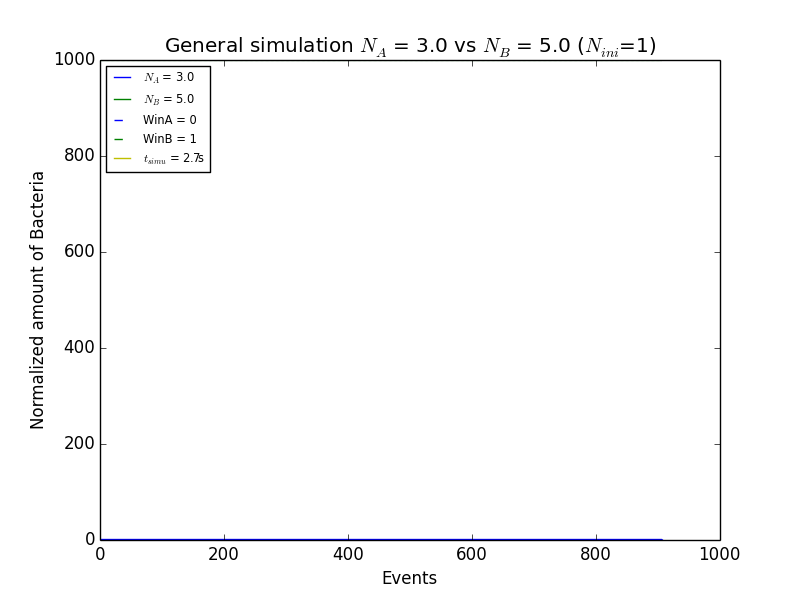 General simulation N_A = 3.0 vs N_B = 5.0 (N_ini=1)
1000
N_A = 3.0
N_B = 5.0
WinA = 0
WinB = 1
t_simu = 2.7s
800
600
400
200
0
Normalized amount of Bacteria
0 200 400 600 800 1000
Events